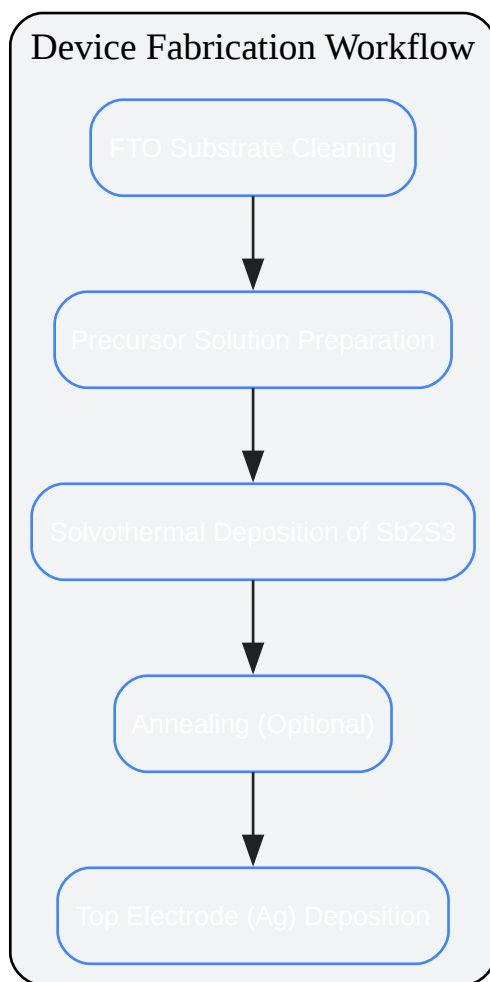 Device Fabrication Workflow
FTO Substrate Cleaning
Precursor Solution Preparation
Solvothermal Deposition of Sb2S3
Annealing (Optional)
Top Electrode (Ag) Deposition